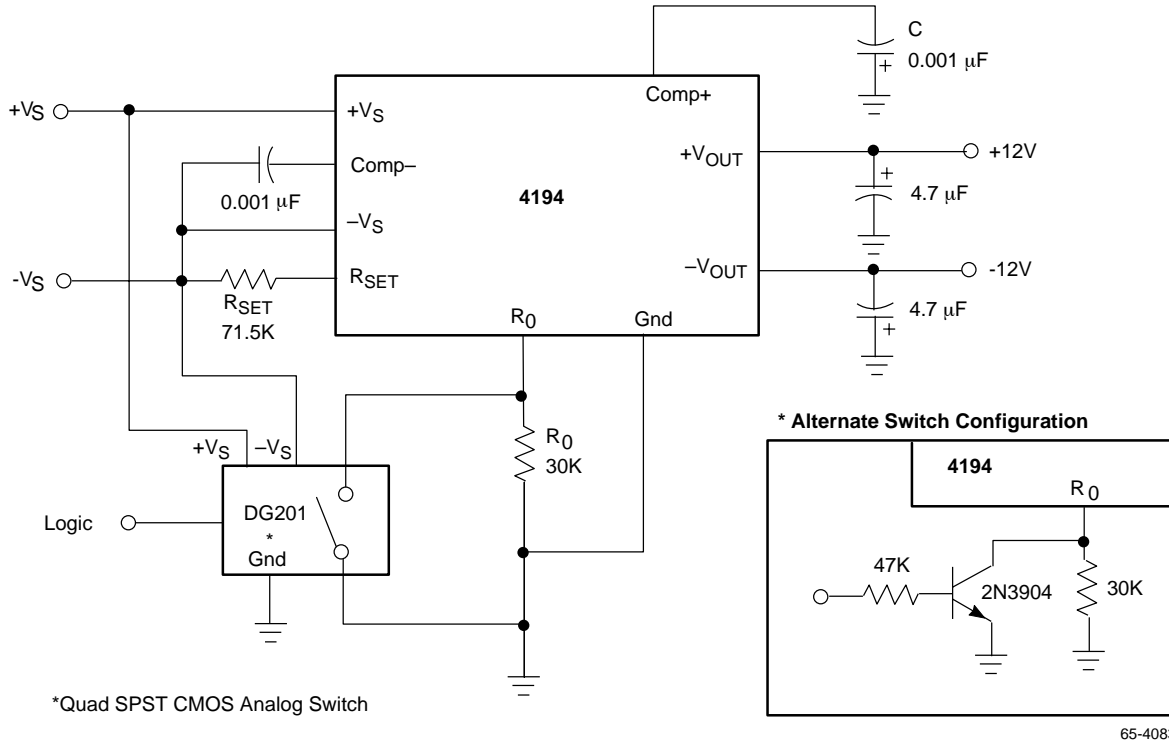 C
0.001 μF
+VS
+VS
Comp+
Comp–
+VOUT
+12V
0.001 μF
4194
4.7 μF
–VS
-VS
RSET
–VOUT
-12V
RSET
71.5K
R0
Gnd
4.7 μF
* Alternate Switch Configuration
+VS
–VS
R0
30K
4194
R0
Logic
DG201
*
Gnd
47K
2N3904
30K
*Quad SPST CMOS Analog Switch
65-4083